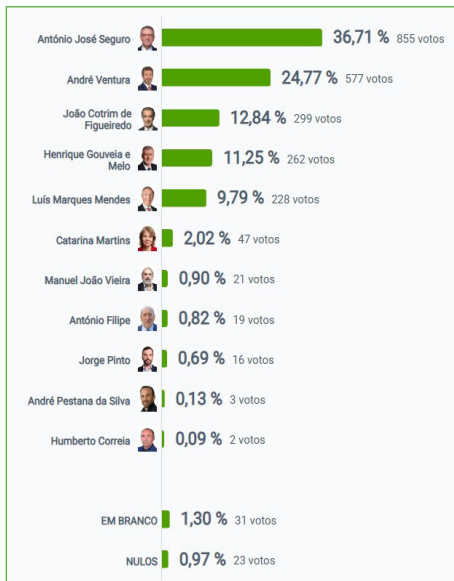 António José Seguro 36,71 % 855 votos
André Ventura 24,77 % 577 votos
João Cotrim de
Figueiredo 12,84 % 299 votos
Henrique Gouveia e
Melo 11,25 % 262 votos
Luís Marques Mendes 9,79 % 228 votos
Catarina Martins 2,02 % 47 votos
Manuel João Vieira 0,90 % 21 votos
António Filipe 0,82 % 19 votos
Jorge Pinto 0,69 % 16 votos
André Pestana da Silva 0,13 % 3 votos
Humberto Correia 0,09 % 2 votos
EM BRANCO 1,30 % 31 votos
NULOS 0,97 % 23 votos